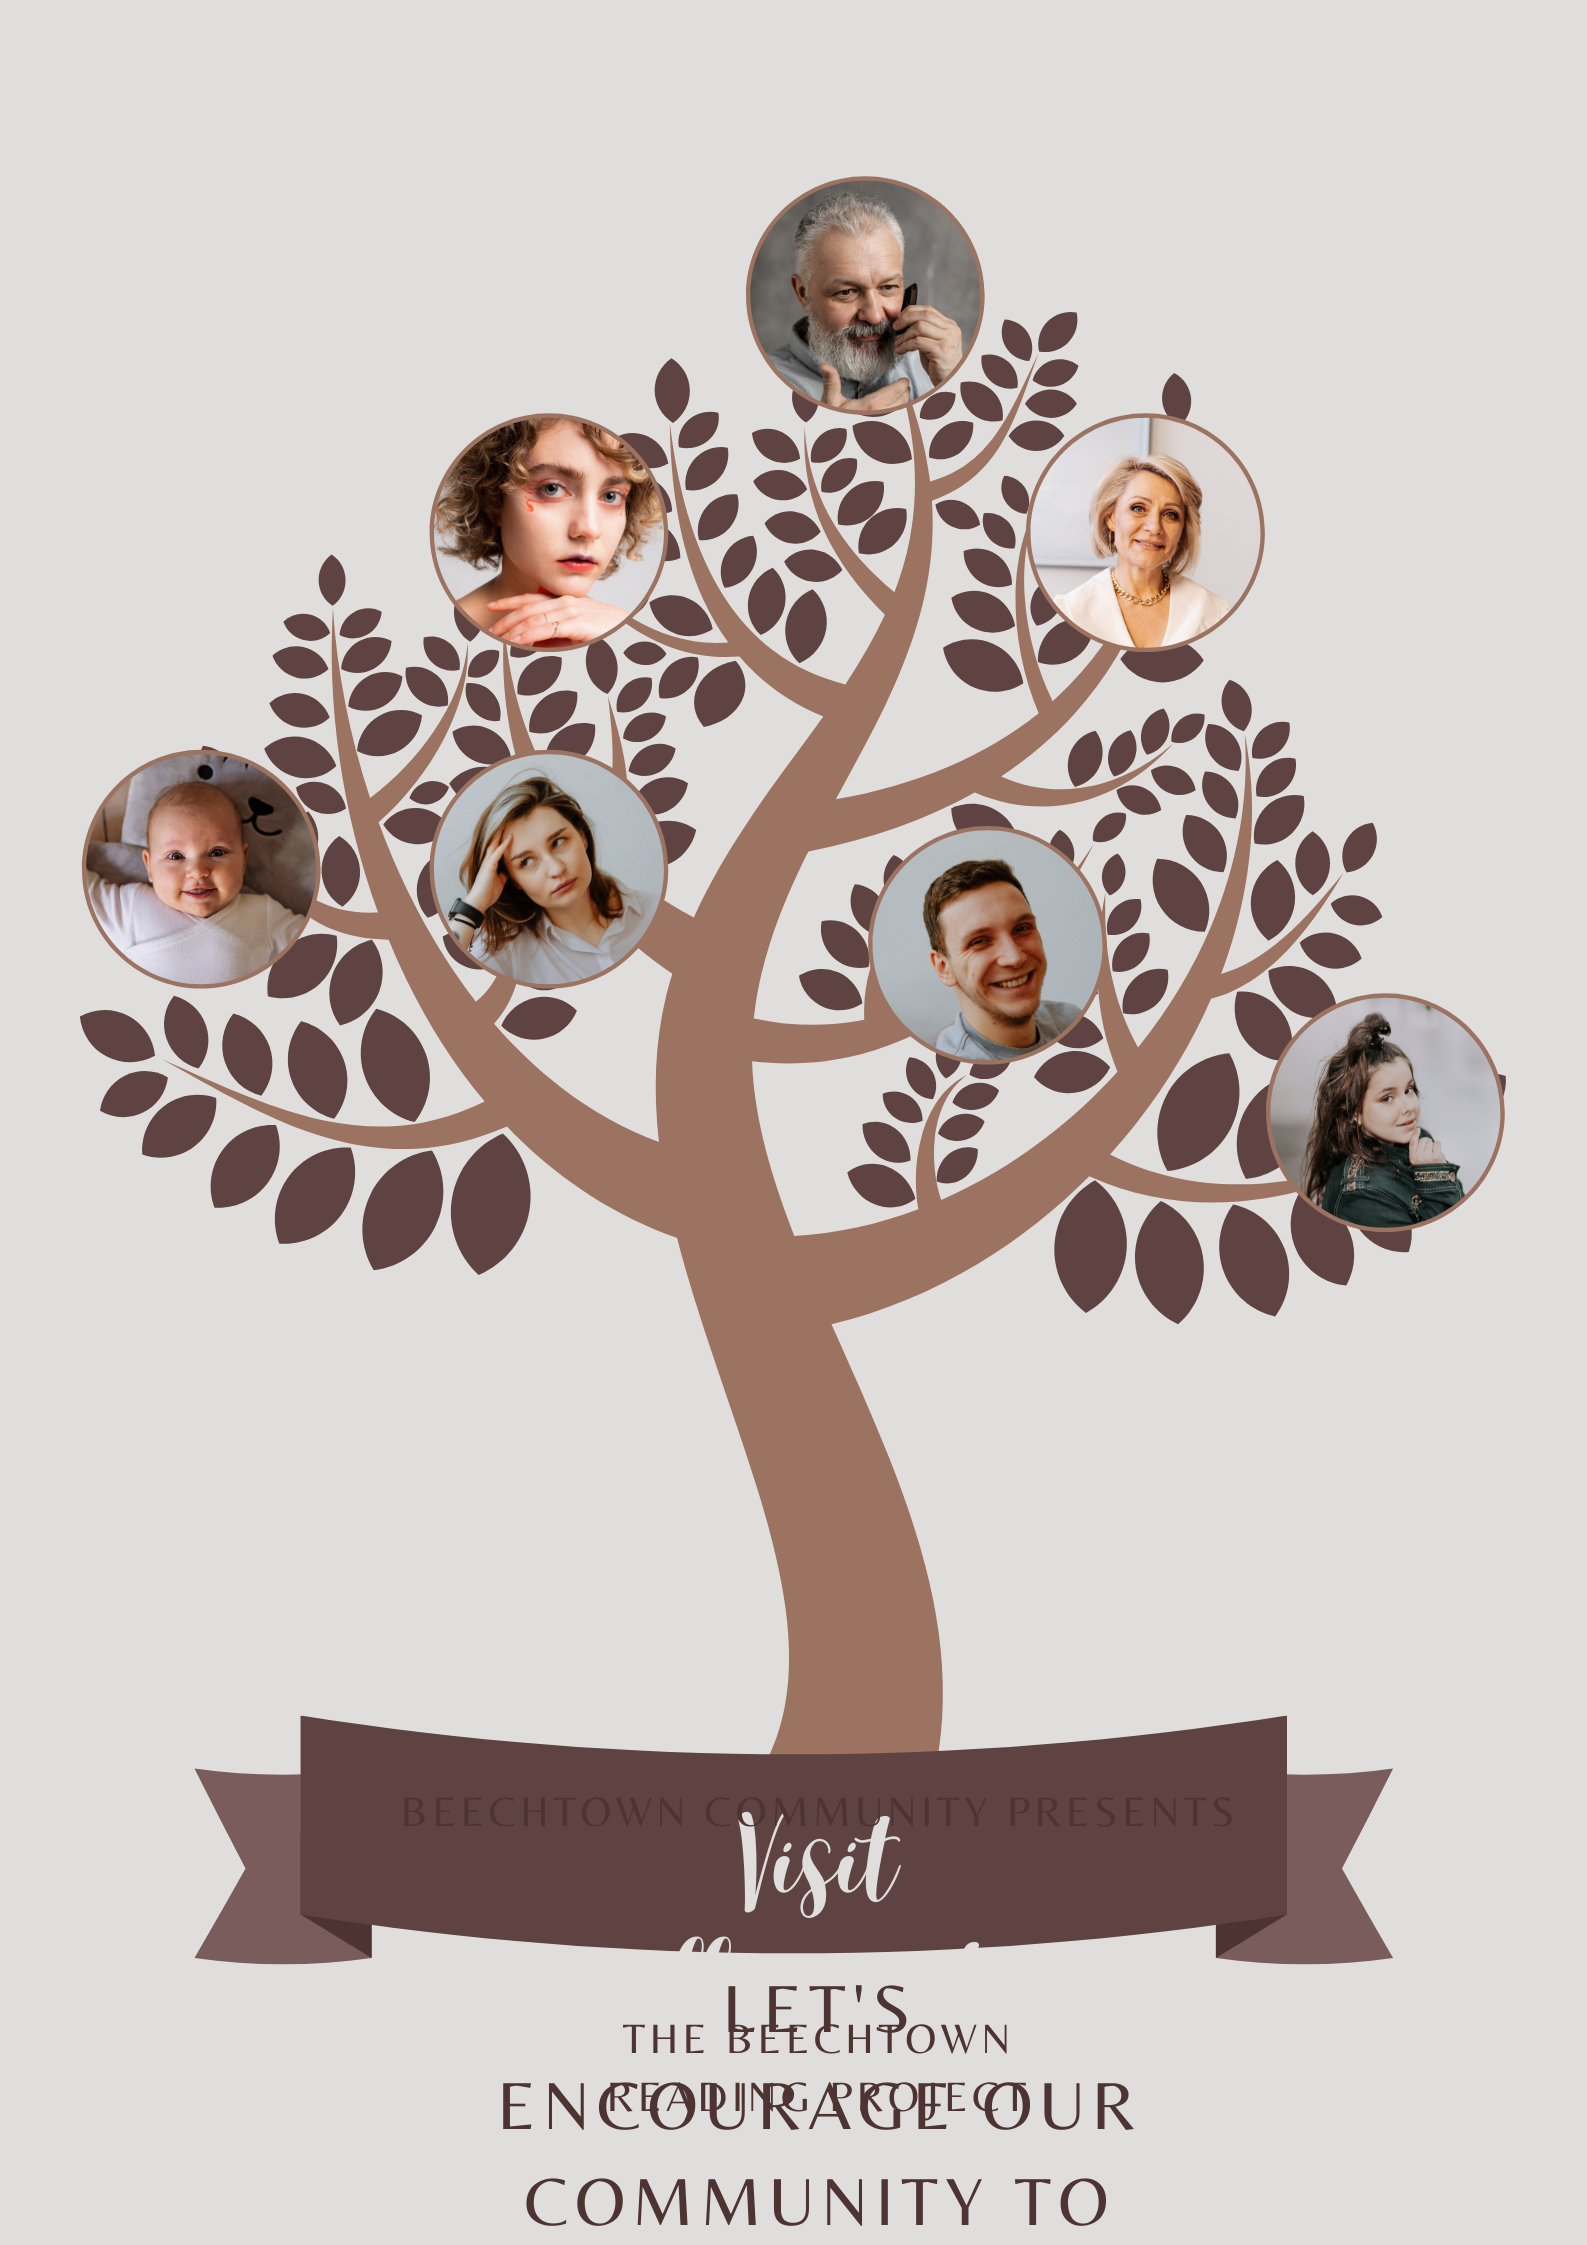 BEECHTOWN COMMUNITY PRESENTS
Visit
LET'S
THE BEECHTOWN
READING PROJECT
ENCOURAGE OUR
COMMUNITY TO